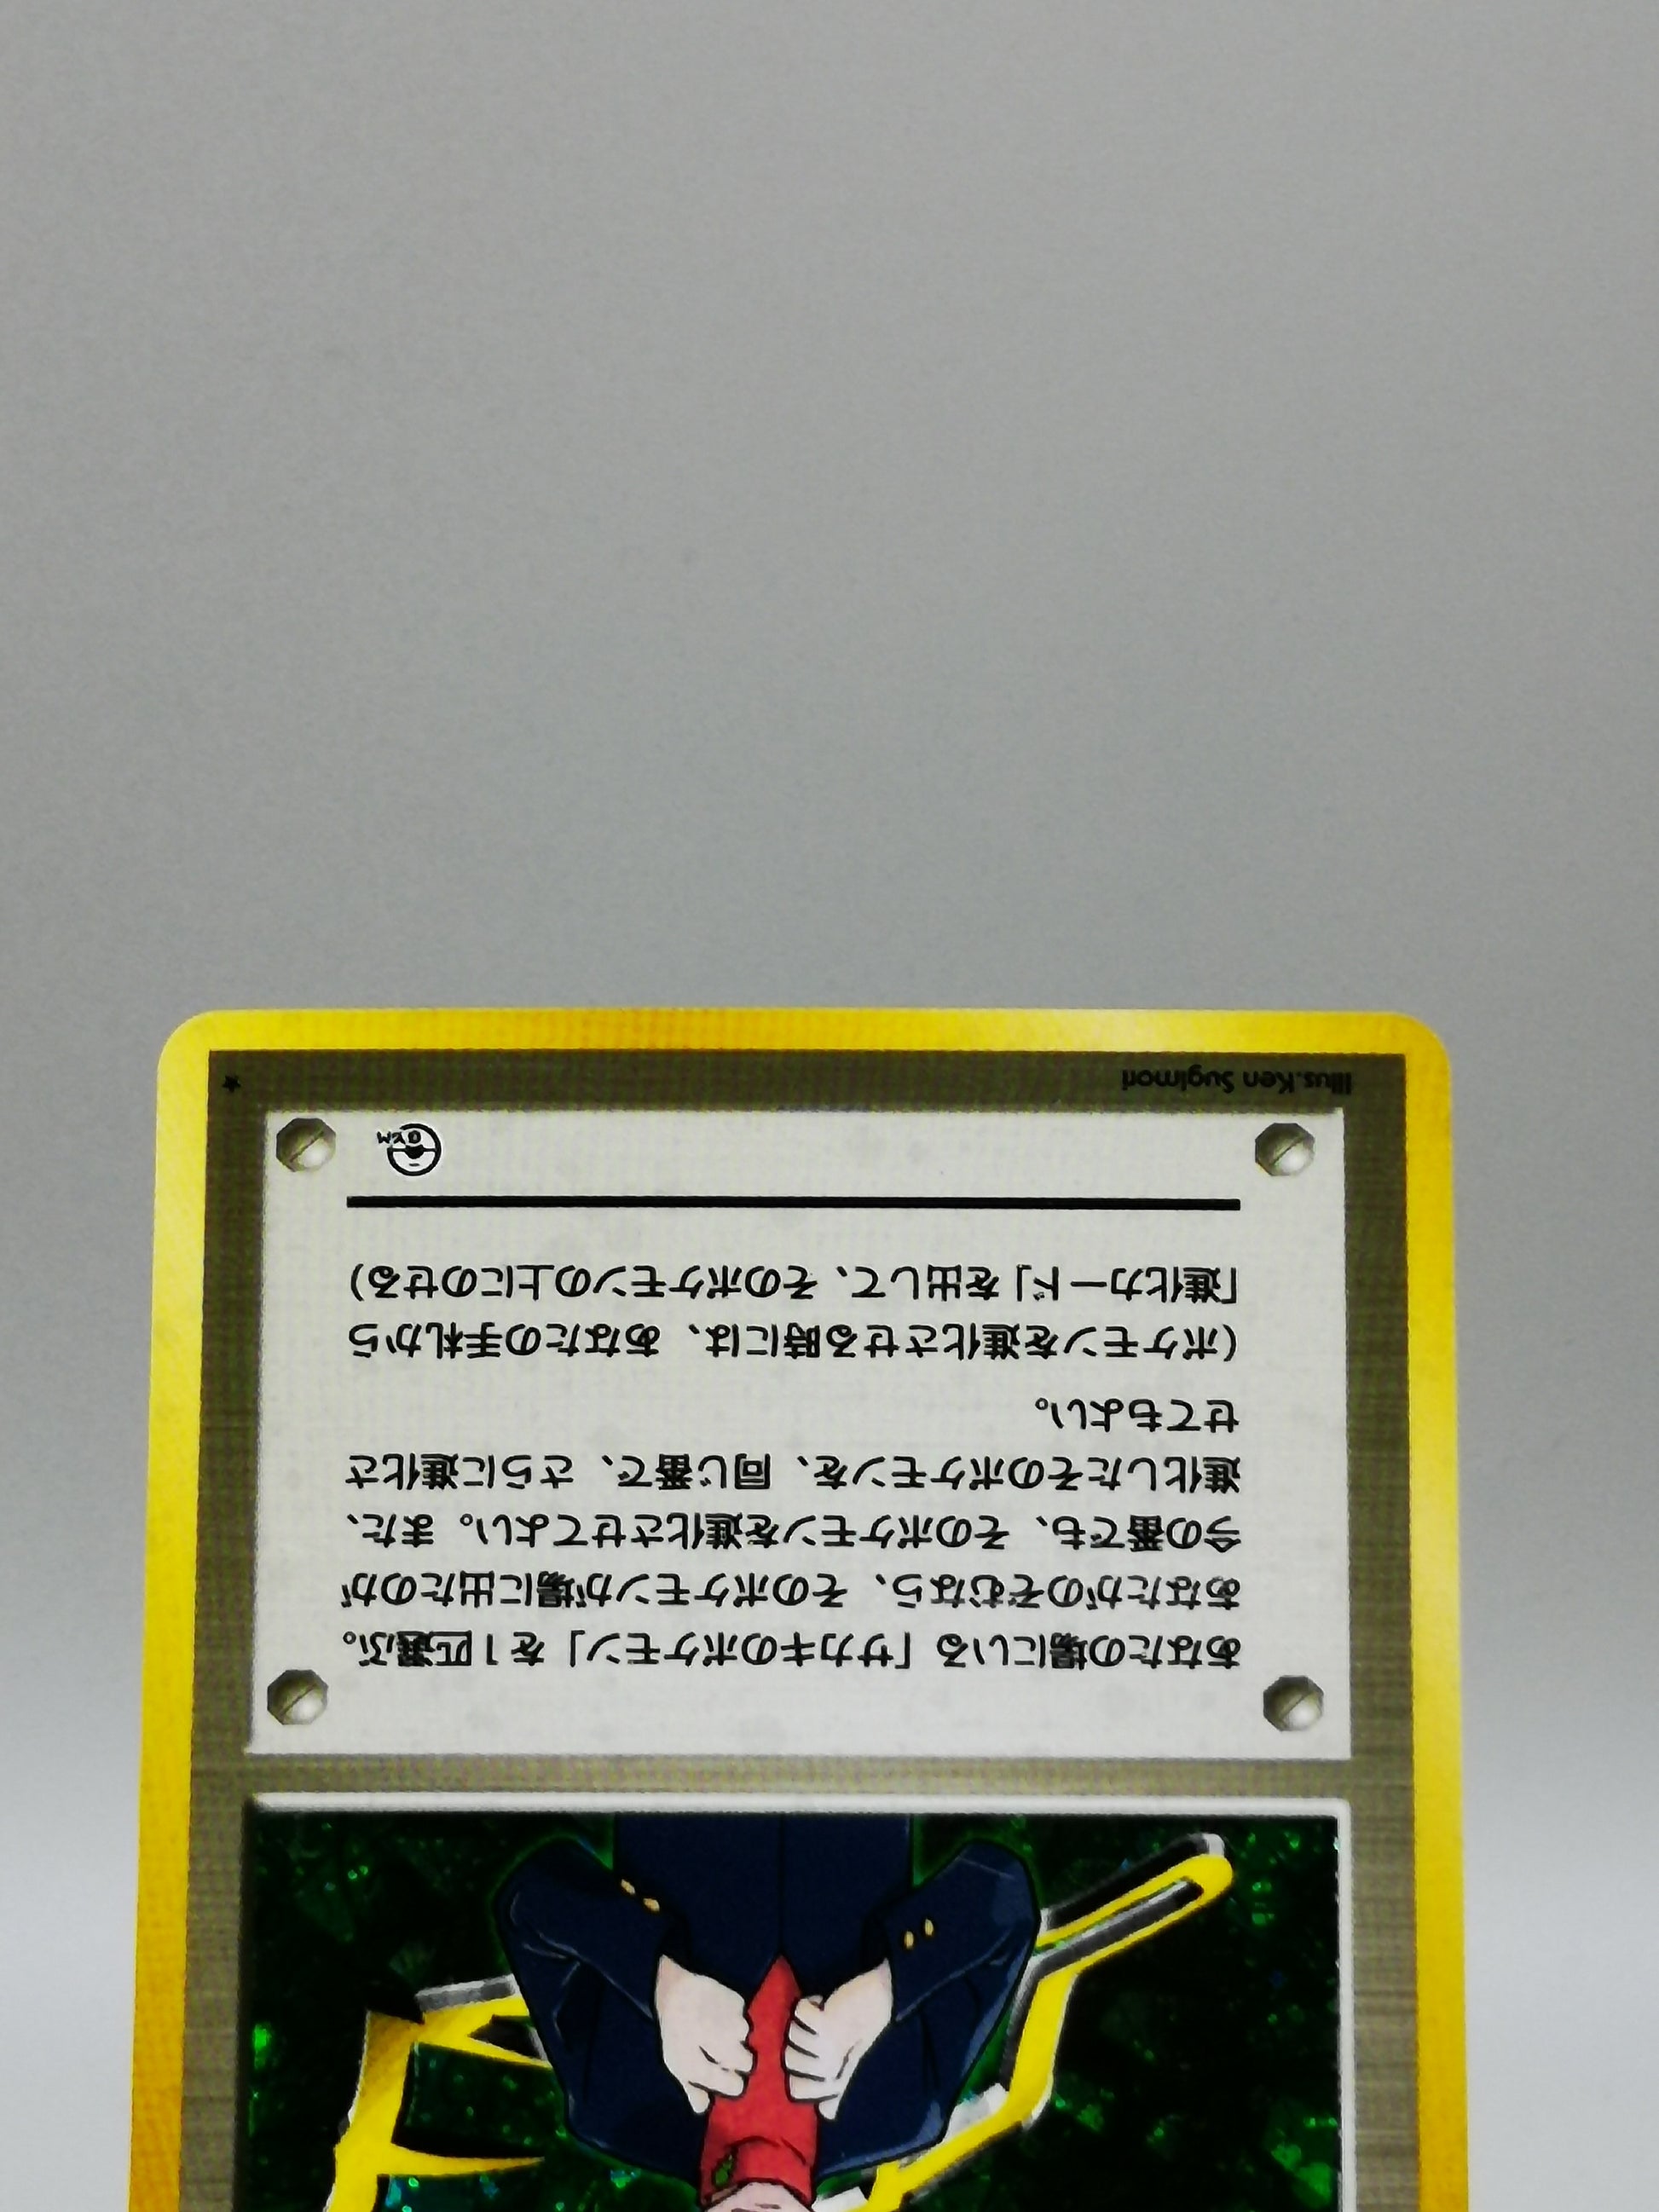 あなたの場にいる「サカキのポケモン」を1匹選ぶ。
あなたがのぞむなら、そのポケモンが場に出たのが
今の番でも、そのポケモンを進化させてよい。また、
進化したそのポケモンを、同じ番で、さらに進化さ
せてもよい。
(ポケモンを進化させる時には、あなたの手札から
「進化カード」を出して、そのポケモンの上にのせる)
GYM
Illus.Ken Sugimori
★